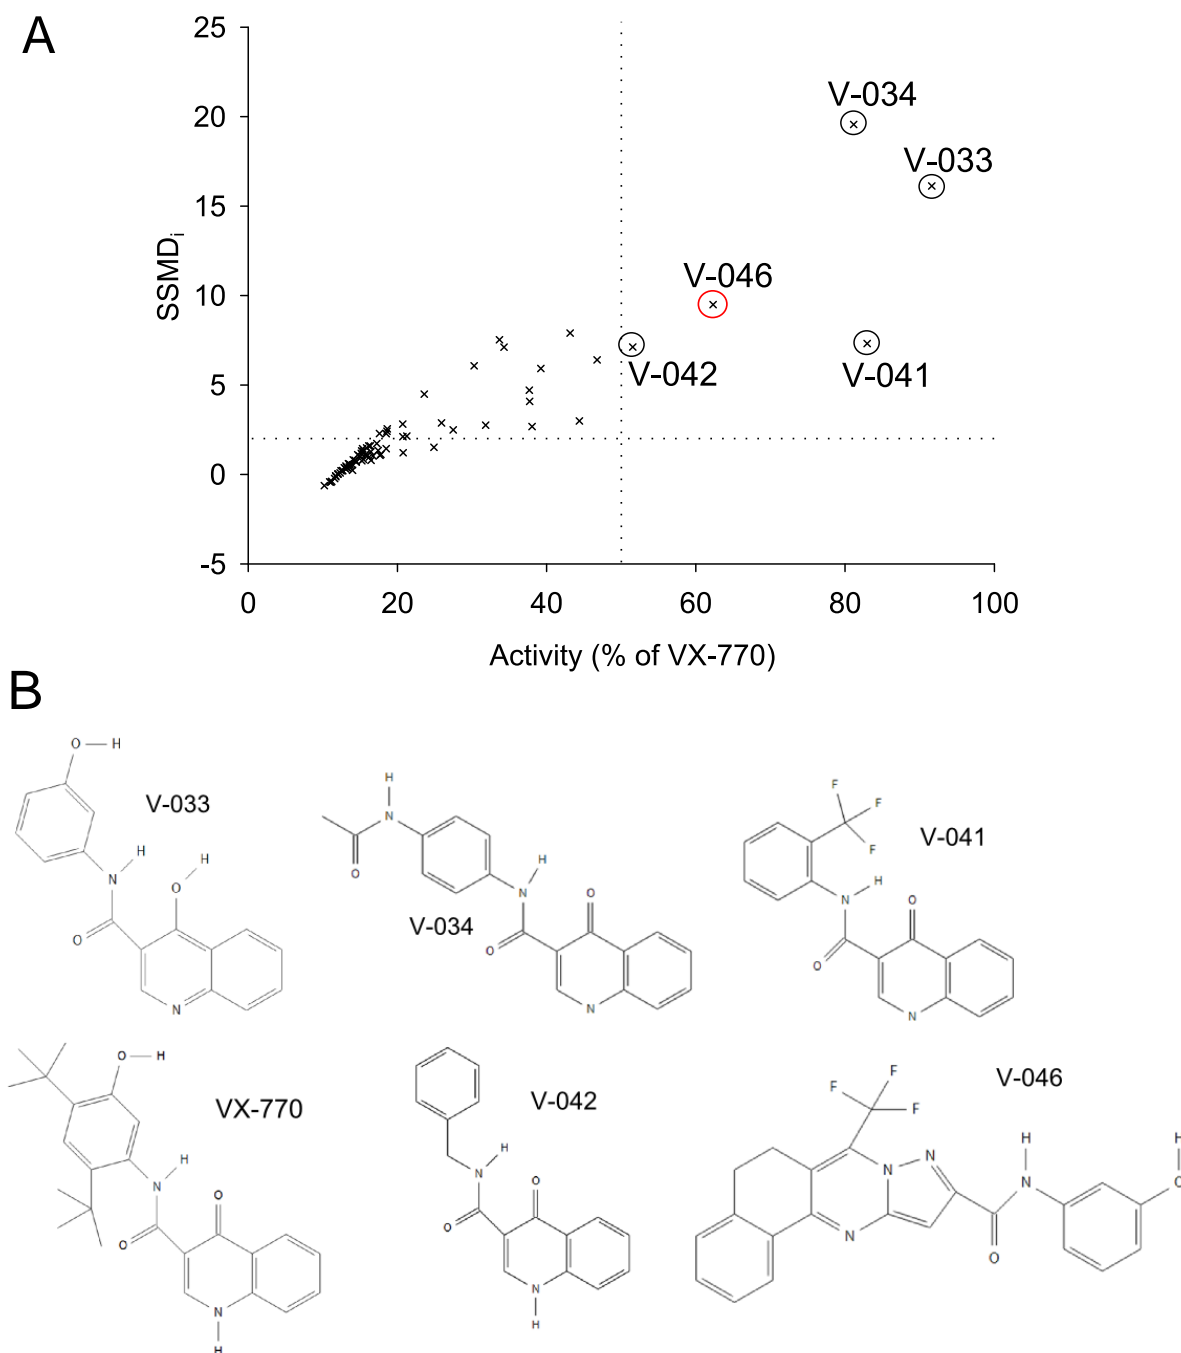 A
25
20
15
10
5
0
-5
SSMDi
V-034
V-033
V-046
V-042
V-041
0 20 40 60 80 100
Activity (% of VX-770)
B
O H
V-033
H
N
H
O
O
N
H
N
O
V-034
H
N
O
O
N
F
F
F
V-041
N H
O
O
N
O H
VX-770
H
N
O
O
N
H
V-042
H
N
O
O
N
H
V-046
F
F
F
N
N
N
H
N
O
H
O